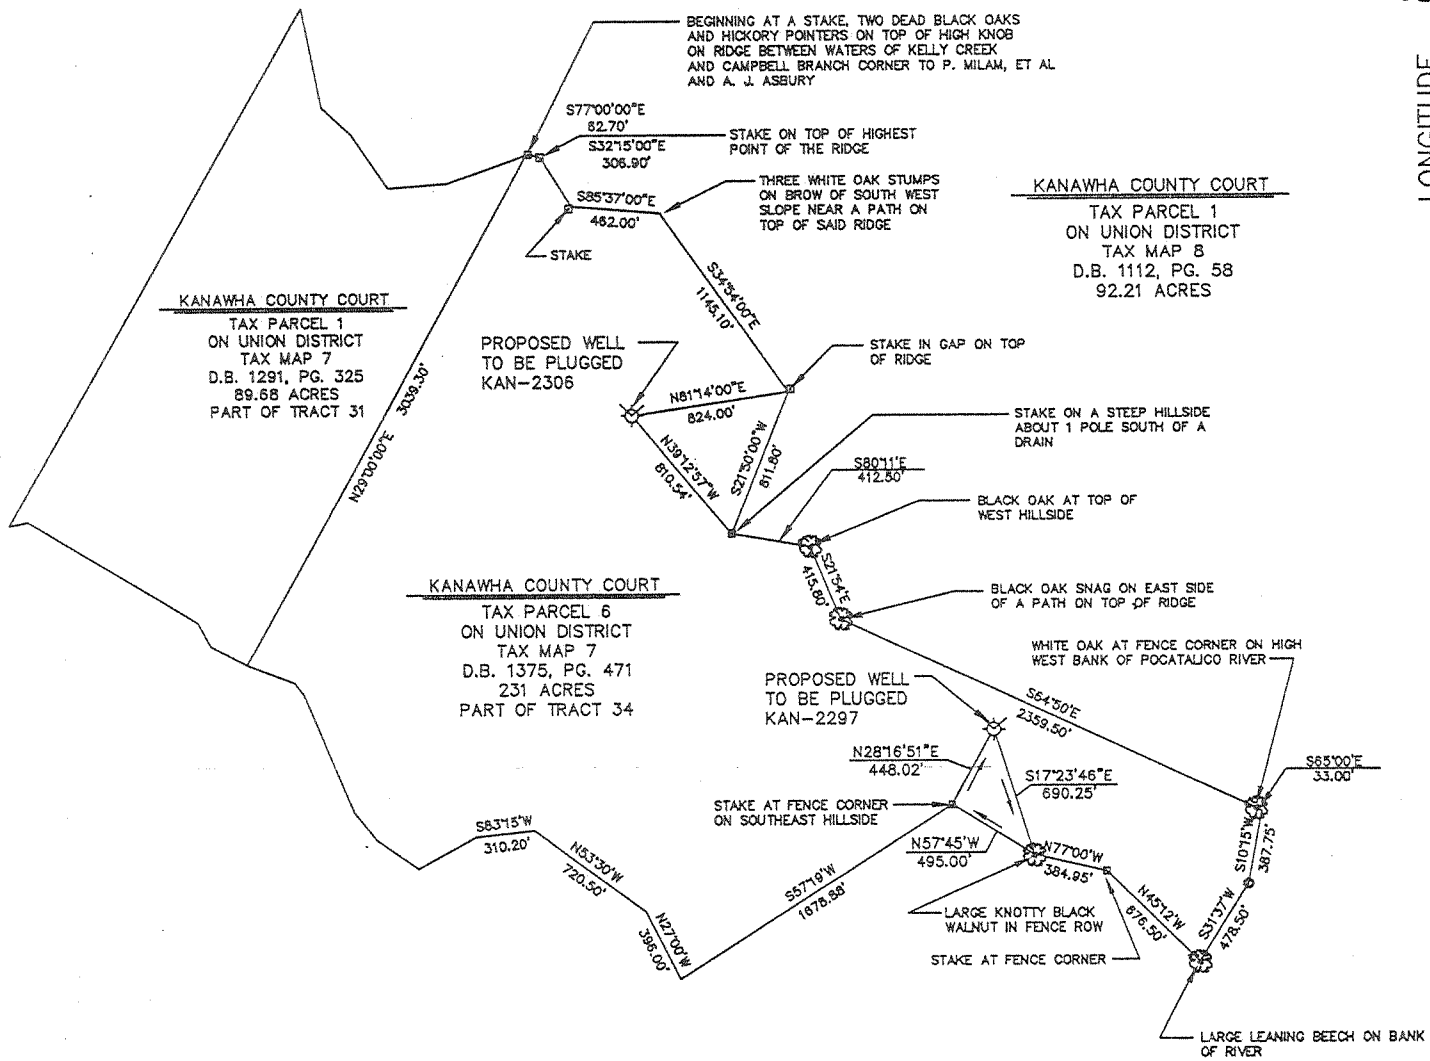 BEGINNING AT A STAKE, TWO DEAD BLACK OAKS
AND HICKORY POINTERS ON TOP OF HIGH KNOB
ON RIDGE BETWEEN WATERS OF KELLY CREEK
AND CAMPBELL BRANCH CORNER TO P. MILAM, ET AL
AND A. J. ASBURY
LONGITUDE
S77°00'00"E
62.70'
S32°15'00"E
306.90'
STAKE ON TOP OF HIGHEST
POINT OF THE RIDGE
S85°37'00"E
462.00'
STAKE
THREE WHITE OAK STUMPS
ON BROW OF SOUTH WEST
SLOPE NEAR A PATH ON
TOP OF SAID RIDGE
KANAWHA COUNTY COURT
TAX PARCEL 1
ON UNION DISTRICT
TAX MAP 8
D.B. 1112, PG. 58
92.21 ACRES
KANAWHA COUNTY COURT
TAX PARCEL 1
ON UNION DISTRICT
TAX MAP 7
D.B. 1291, PG. 325
89.68 ACRES
PART OF TRACT 31
N29°00'00"E 3039.30'
S34°54'00"E
1145.10'
PROPOSED WELL
TO BE PLUGGED
KAN-2306
STAKE IN GAP ON TOP
OF RIDGE
N81°14'00"E
824.00'
N39°12'57"W
810.54'
S21°50'00"W
811.80'
STAKE ON A STEEP HILLSIDE
ABOUT 1 POLE SOUTH OF A
DRAIN
S80°11'E
412.50'
BLACK OAK AT TOP OF
WEST HILLSIDE
S21°54'E
415.80'
BLACK OAK SNAG ON EAST SIDE
OF A PATH ON TOP OF RIDGE
KANAWHA COUNTY COURT
TAX PARCEL 6
ON UNION DISTRICT
TAX MAP 7
D.B. 1375, PG. 471
231 ACRES
PART OF TRACT 34
WHITE OAK AT FENCE CORNER ON HIGH
WEST BANK OF POCATALICO RIVER
PROPOSED WELL
TO BE PLUGGED
KAN-2297
S64°50'E
2359.50'
N28°16'51"E
448.02'
S17°23'46"E
690.25'
S65°00'E
33.00'
STAKE AT FENCE CORNER
ON SOUTHEAST HILLSIDE
N57°45'W
495.00'
N77°00'W
384.95'
S10°15'W
387.75'
S83°15'W
310.20'
N53°30'W
720.50'
S57°19'W
1678.88'
N45°12'W
676.50'
S31°37'W
478.50'
N27°00'W
396.00'
LARGE KNOTTY BLACK
WALNUT IN FENCE ROW
STAKE AT FENCE CORNER
LARGE LEANING BEECH ON BANK
OF RIVER